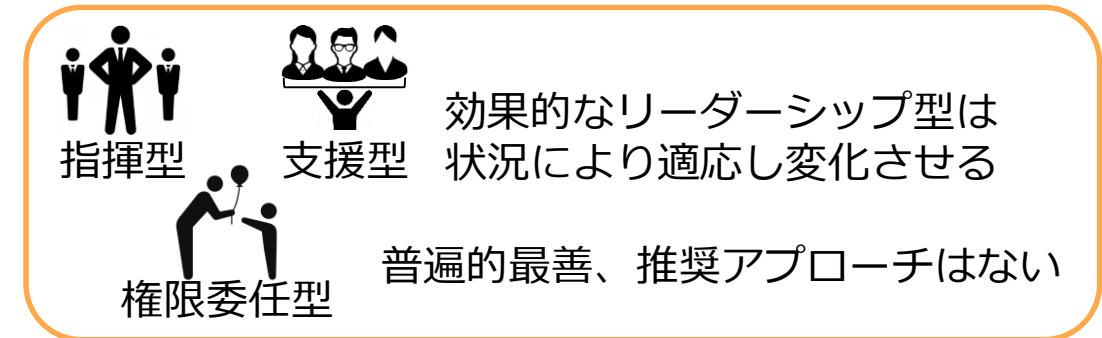 指揮型
支援型
効果的なリーダーシップ型は
状況により適応し変化させる
権限委任型
普遍的最善、推奨アプローチはない